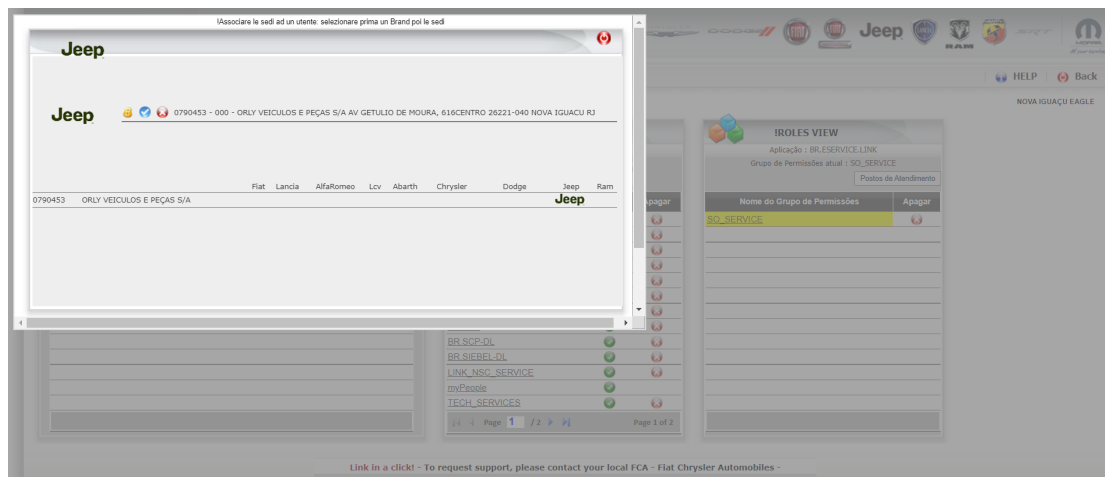 !Associare le sedi ad un utente: selezionare prima un Brand poi le sedi
Jeep
Jeep
0790453 - 000 - ORLY VEICULOS E PEÇAS S/A AV GETULIO DE MOURA, 616CENTRO 26221-040 NOVA IGUACU RJ
Fiat Lancia AlfaRomeo Lcv Abarth Chrysler Dodge Jeep Ram
0790453 ORLY VEICULOS E PEÇAS S/A Jeep
Jeep
RAM
HELP
Back
NOVA IGUAÇU EAGLE
!ROLES VIEW
Aplicação : BR.ESERVICE.LINK
Grupo de Permissões atual : SO_SERVICE
Postos de Atendimento
Apagar
Nome do Grupo de Permissões Apagar
SO_SERVICE
BR.SCP-DL
BR.SIEBEL-DL
LINK_NSC_SERVICE
myPeople
TECH_SERVICES
Page 1 / 2
Page 1 of 2
Link in a click! - To request support, please contact your local FCA - Fiat Chrysler Automobiles -